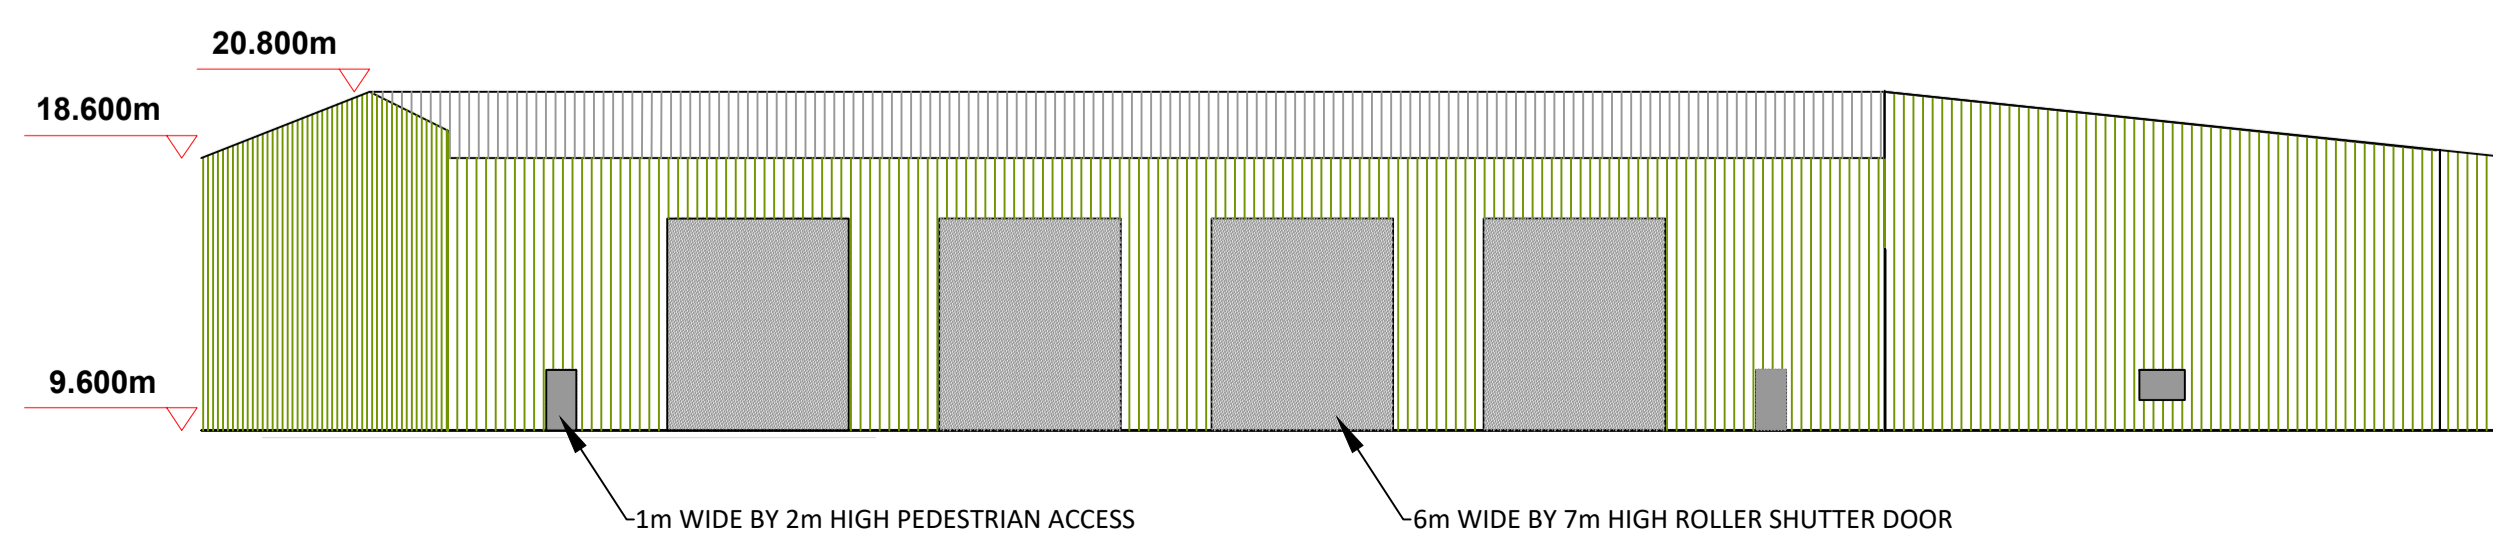 20.800m
18.600m
9.600m
1m WIDE BY 2m HIGH PEDESTRIAN ACCESS
6m WIDE BY 7m HIGH ROLLER SHUTTER DOOR